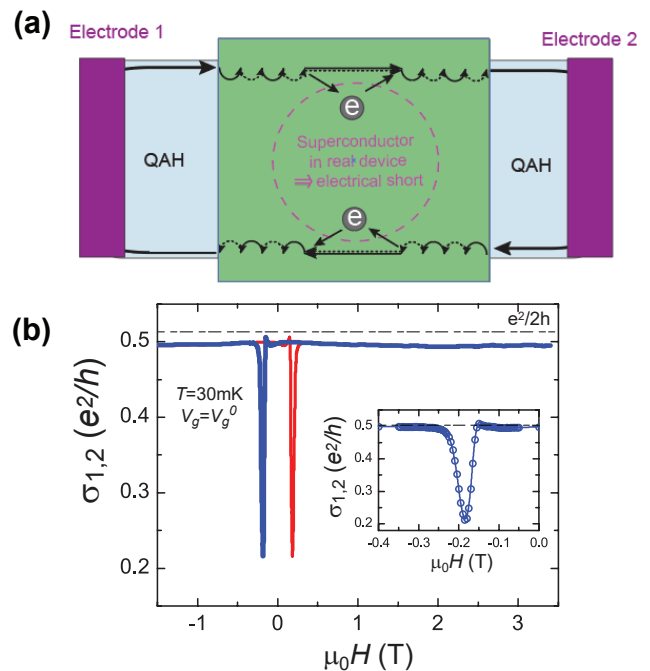 (a)
Electrode 1
Electrode 2
QAH
e
Superconductor
in real device
⇒ electrical short
e
QAH
(b)
e²/2h
0.5
0.4
0.3
0.2
σ1,2 (e²/h)
T=30mK
Vg=Vg⁰
0.5
0.4
0.3
0.2
σ1,2 (e²/h)
-0.4 -0.3 -0.2 -0.1 0.0
μ0H (T)
-1 0 1 2 3
μ0H (T)